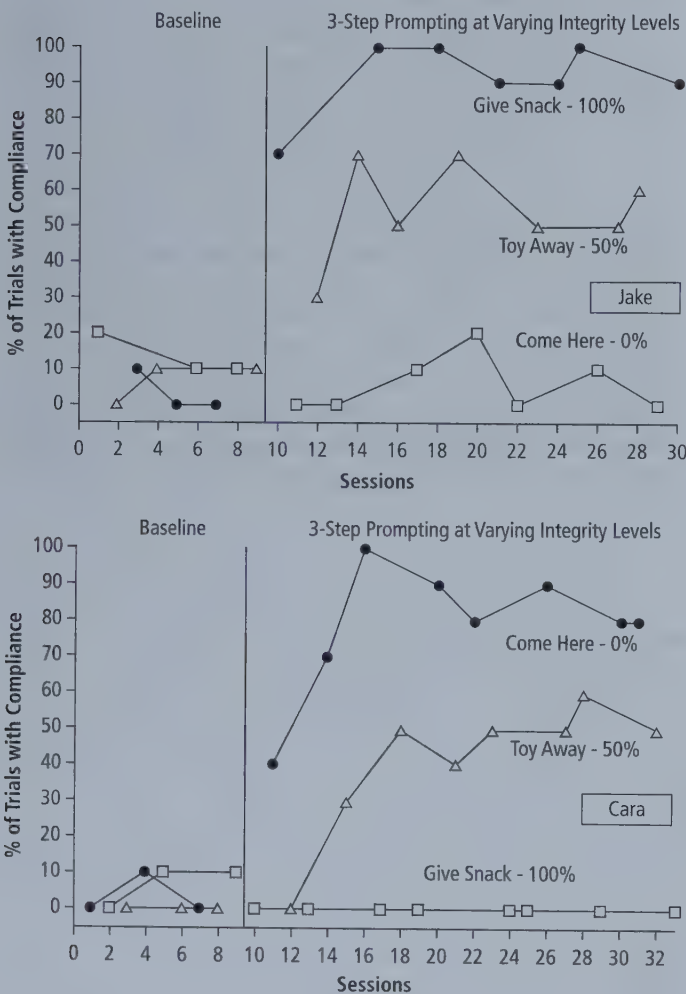 Baseline
3-Step Prompting at Varying Integrity Levels
100
90
80
70
60
50
40
30
20
10
0
% of Trials with Compliance
Give Snack - 100%
Toy Away - 50%
Jake
Come Here - 0%
0 2 4 6 8 10 12 14 16 18 20 22 24 26 28 30
Sessions
Baseline
3-Step Prompting at Varying Integrity Levels
100
90
80
70
60
50
40
30
20
10
0
% of Trials with Compliance
Come Here - 0%
Toy Away - 50%
Cara
Give Snack - 100%
0 2 4 6 8 10 12 14 16 18 20 22 24 26 28 30 32
Sessions